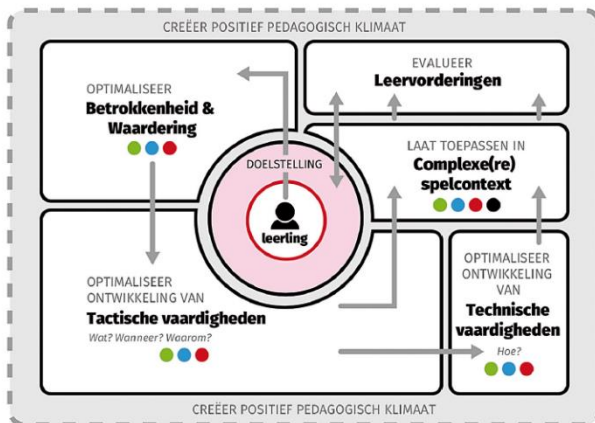 CREËER POSITIEF PEDAGOGISCH KLIMAAT
OPTIMALISEER
Betrokkenheid &
Waardering
EVALUEER
Leervorderingen
DOELSTELLING
leerling
LAAT TOEPASSEN IN
Complexe(re)
spelcontext
OPTIMALISEER
ONTWIKKELING VAN
Tactische vaardigheden
Wat? Wanneer? Waarom?
OPTIMALISEER
ONTWIKKELING
VAN
Technische
vaardigheden
Hoe?
CREËER POSITIEF PEDAGOGISCH KLIMAAT